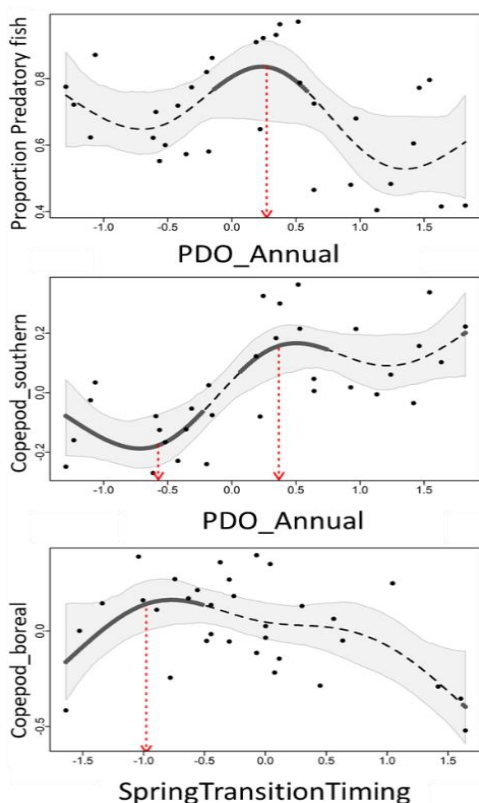 Proportion Predatory fish
0.8
0.6
0.4
-1.0 -0.5 0.0 0.5 1.0 1.5
PDO_Annual
Copepod_southern
0.2
0.0
-0.2
-1.0 -0.5 0.0 0.5 1.0 1.5
PDO_Annual
Copepod_boreal
0.0
-0.5
-1.5 -1.0 -0.5 0.0 0.5 1.0 1.5
SpringTransitionTiming